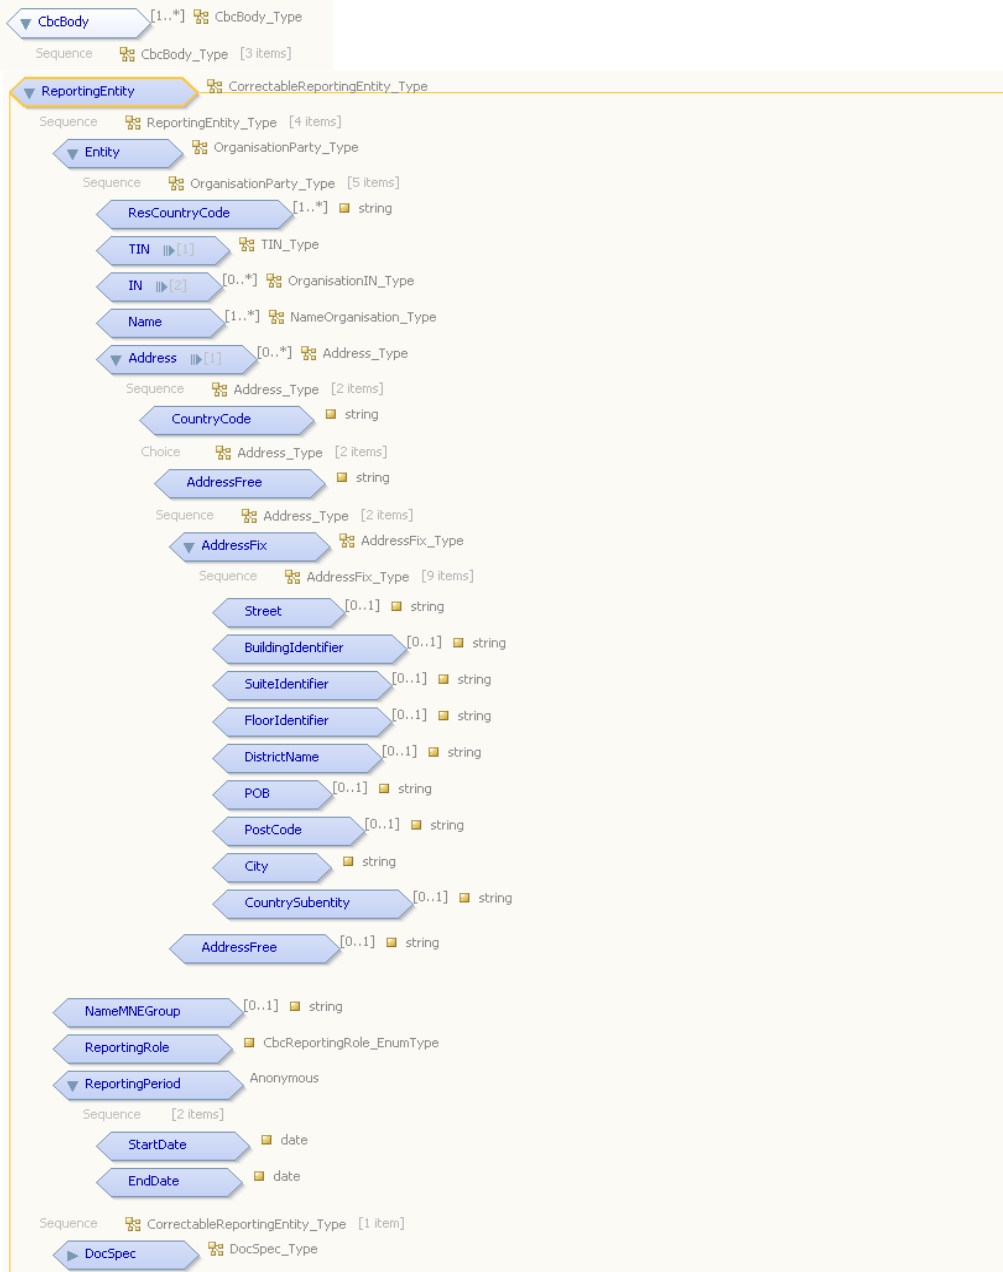 CbcBody [1..*] CbcBody_Type
Sequence CbcBody_Type [3 items]
ReportingEntity CorrectableReportingEntity_Type
Sequence ReportingEntity_Type [4 items]
Entity OrganisationParty_Type
Sequence OrganisationParty_Type [5 items]
ResCountryCode [1..*] string
TIN [1] TIN_Type
IN [2] [0..*] OrganisationIN_Type
Name [1..*] NameOrganisation_Type
Address [1] [0..*] Address_Type
Sequence Address_Type [2 items]
CountryCode string
Choice Address_Type [2 items]
AddressFree string
Sequence Address_Type [2 items]
AddressFix AddressFix_Type
Sequence AddressFix_Type [9 items]
Street [0..1] string
BuildingIdentifier [0..1] string
SuiteIdentifier [0..1] string
FloorIdentifier [0..1] string
DistrictName [0..1] string
POB [0..1] string
PostCode [0..1] string
City string
CountrySubentity [0..1] string
AddressFree [0..1] string
NameMNEGroup [0..1] string
ReportingRole CbcReportingRole_EnumType
ReportingPeriod Anonymous
Sequence [2 items]
StartDate date
EndDate date
Sequence CorrectableReportingEntity_Type [1 item]
DocSpec DocSpec_Type